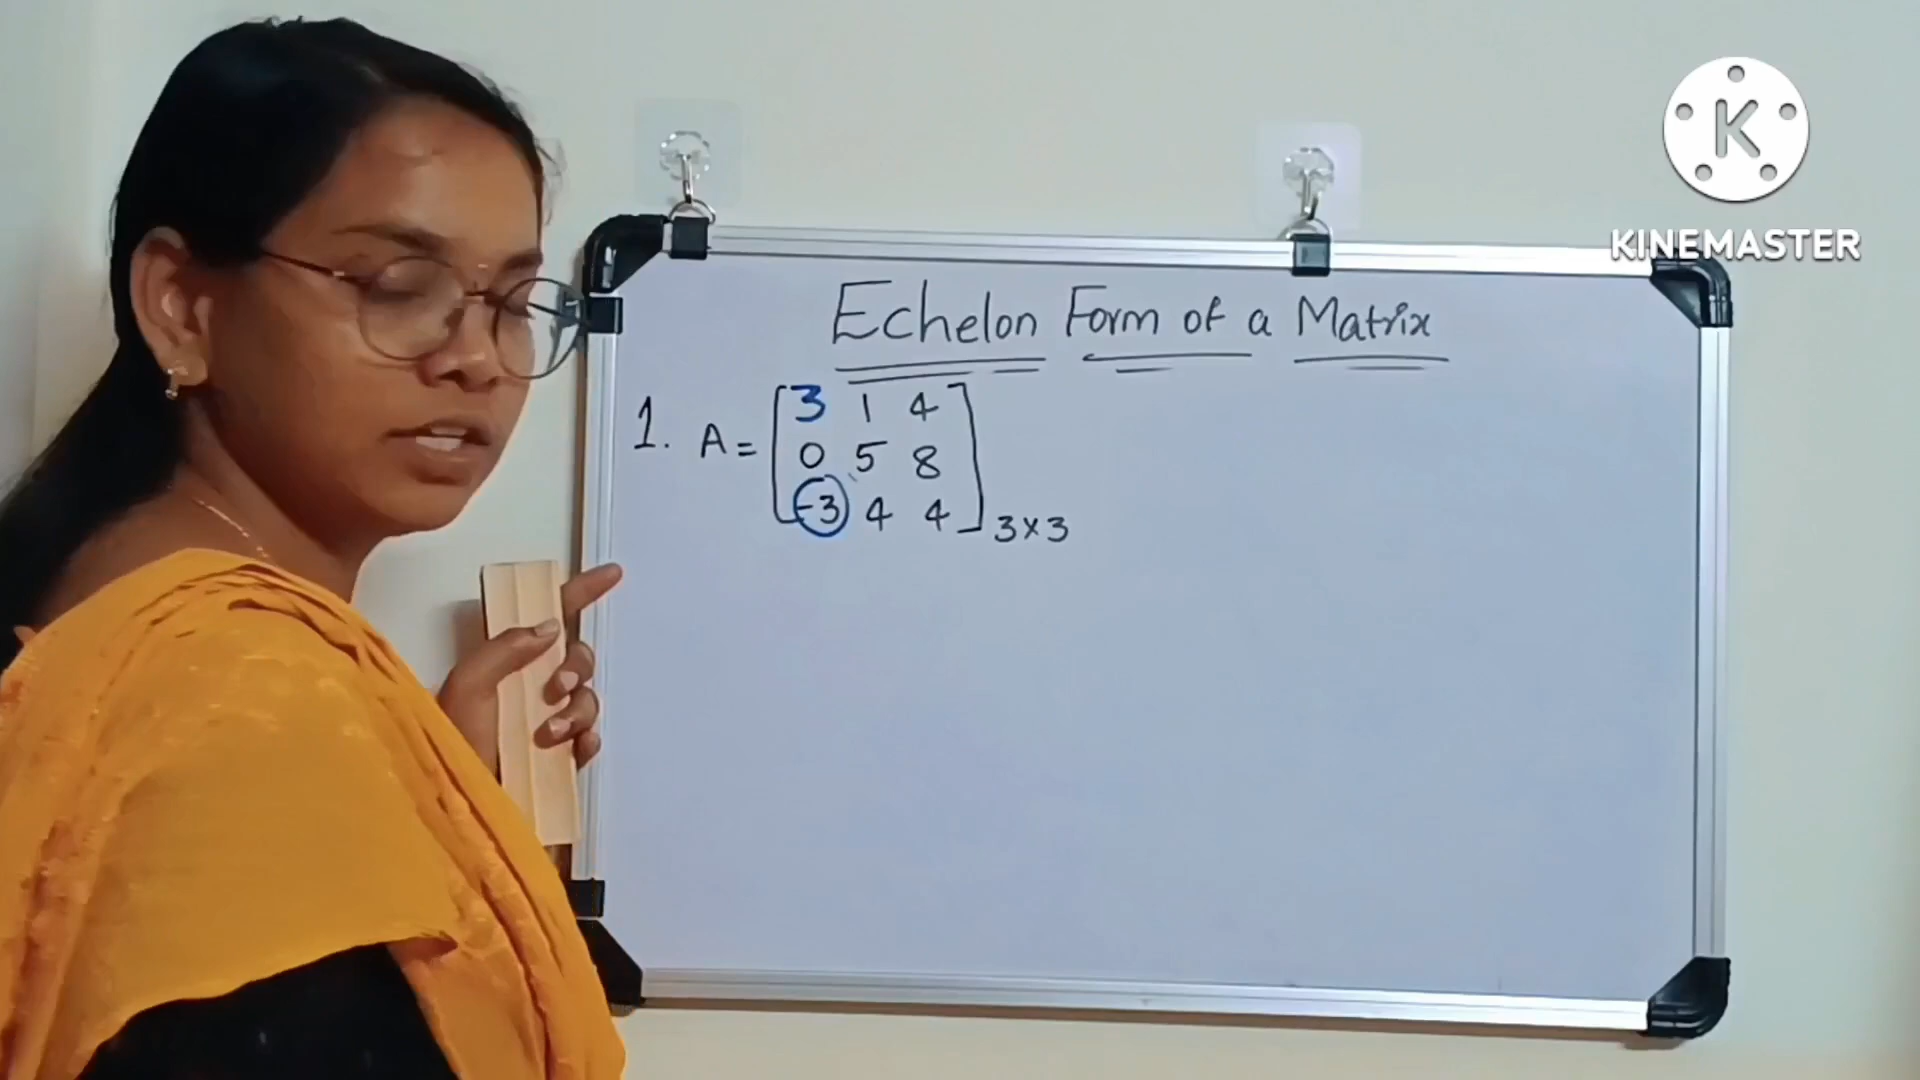 K
KINEMASTER
Echelon Form of a Matrix
1. A = [3 1 4
0 5 8
-3 4 4] 3×3